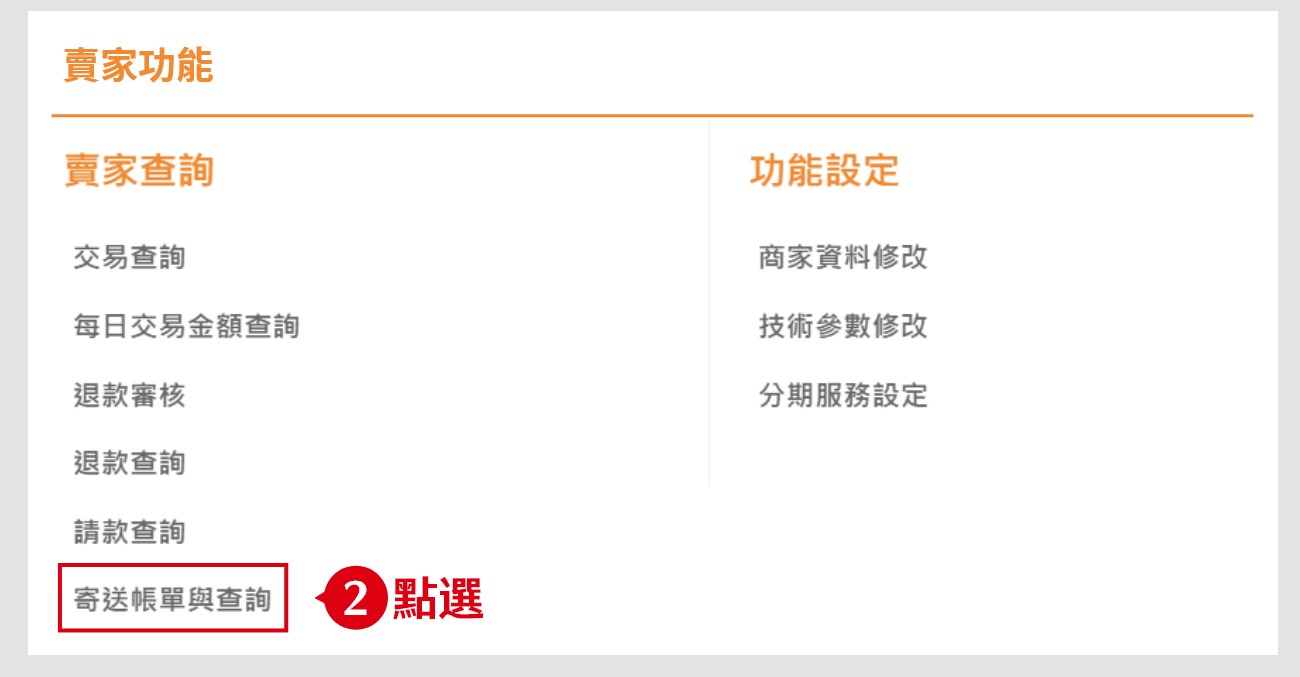 賣家功能
賣家查詢
交易查詢
每日交易金額查詢
退款審核
退款查詢
請款查詢
寄送帳單與查詢
2 點選
功能設定
商家資料修改
技術參數修改
分期服務設定